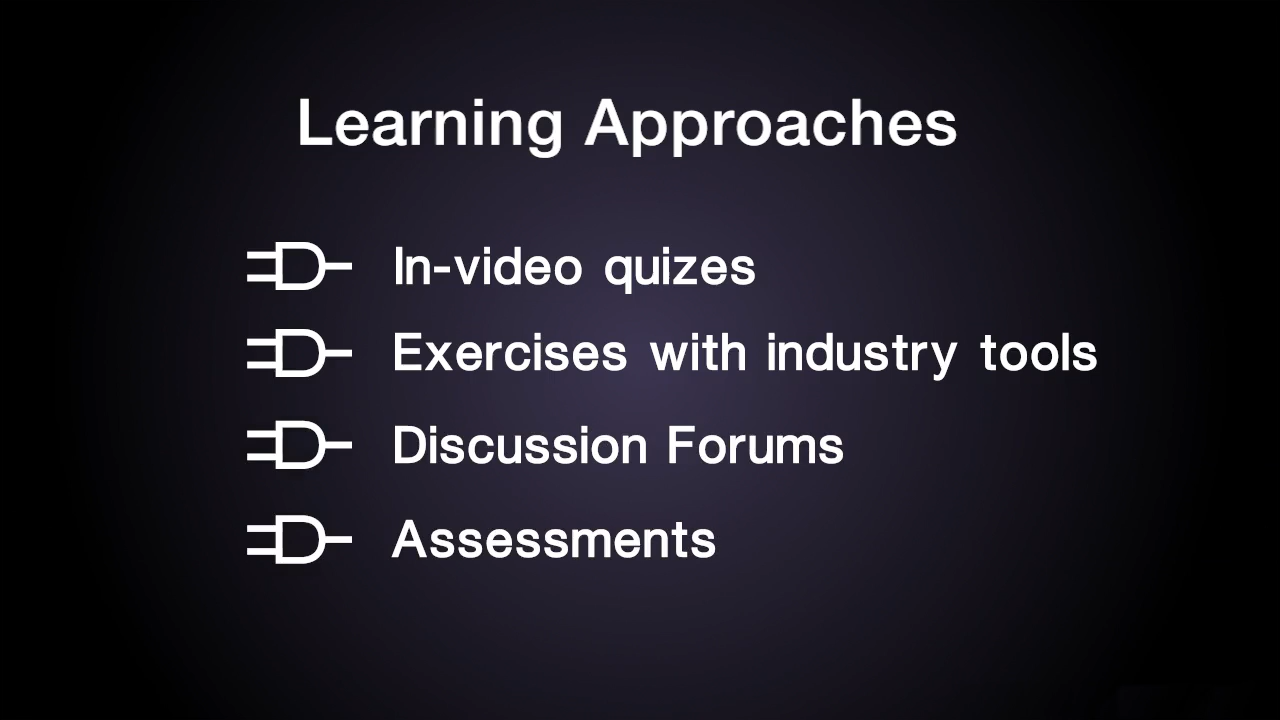 Learning Approaches
In-video quizes
Exercises with industry tools
Discussion Forums
Assessments